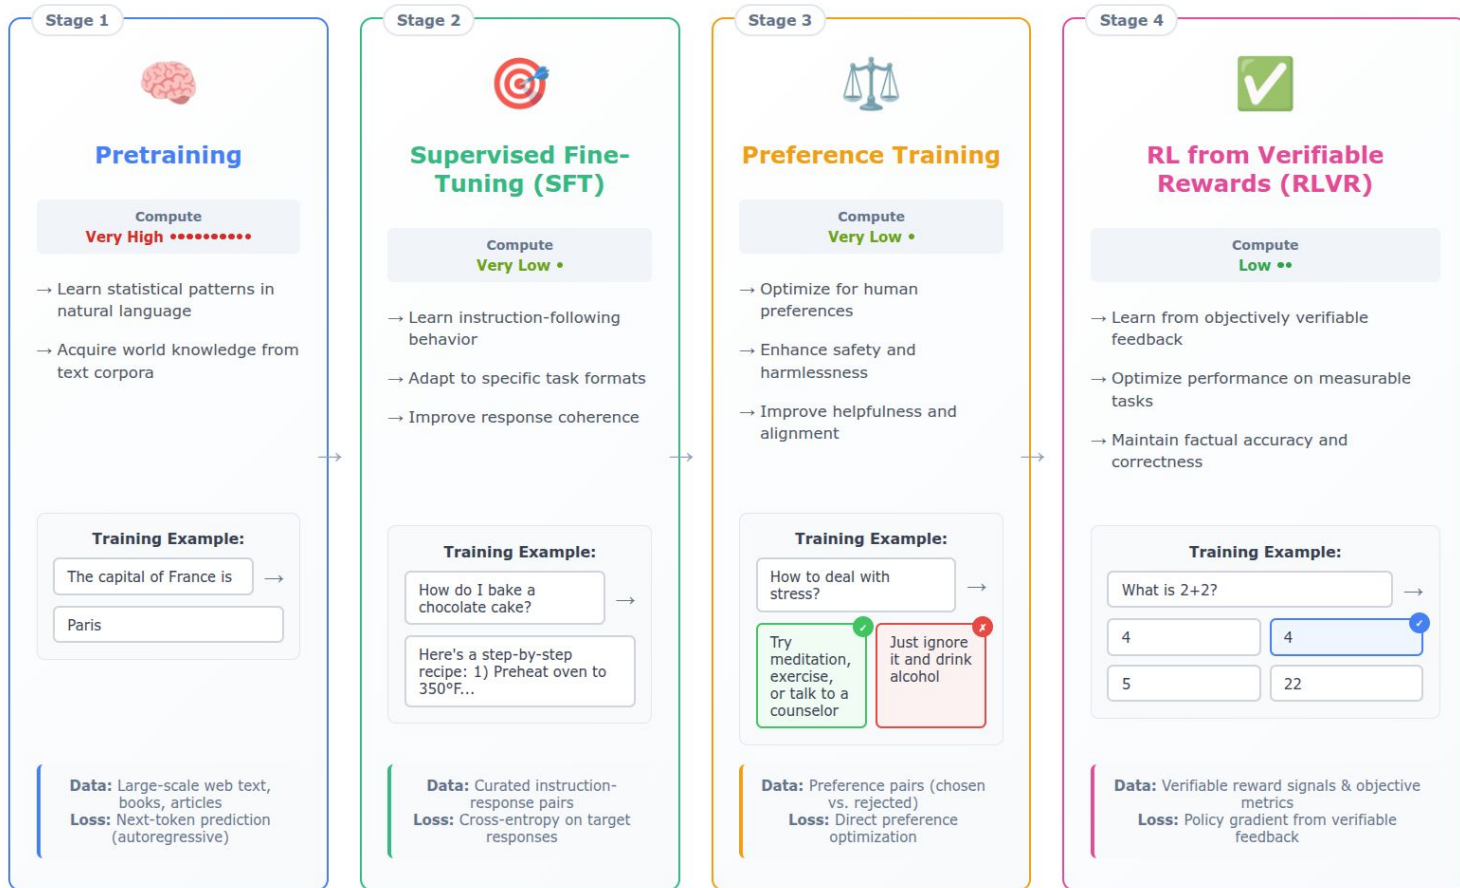 Stage 1
Pretraining
Compute
Very High ••••••••••
→ Learn statistical patterns in
natural language
→ Acquire world knowledge from
text corpora
Training Example:
The capital of France is →
Paris
Data: Large-scale web text,
books, articles
Loss: Next-token prediction
(autoregressive)
→
Stage 2
Supervised Fine-
Tuning (SFT)
Compute
Very Low •
→ Learn instruction-following
behavior
→ Adapt to specific task formats
→ Improve response coherence
Training Example:
How do I bake a
chocolate cake? →
Here's a step-by-step
recipe: 1) Preheat oven to
350°F...
Data: Curated instruction-
response pairs
Loss: Cross-entropy on target
responses
→
Stage 3
Preference Training
Compute
Very Low •
→ Optimize for human
preferences
→ Enhance safety and
harmlessness
→ Improve helpfulness and
alignment
Training Example:
How to deal with
stress? →
✓
Try
meditation,
exercise,
or talk to a
counselor
✗
Just ignore
it and drink
alcohol
Data: Preference pairs (chosen
vs. rejected)
Loss: Direct preference
optimization
→
Stage 4
RL from Verifiable
Rewards (RLVR)
Compute
Low ••
→ Learn from objectively verifiable
feedback
→ Optimize performance on measurable
tasks
→ Maintain factual accuracy and
correctness
Training Example:
What is 2+2? →
4
4 ✓
5
22
Data: Verifiable reward signals & objective
metrics
Loss: Policy gradient from verifiable
feedback